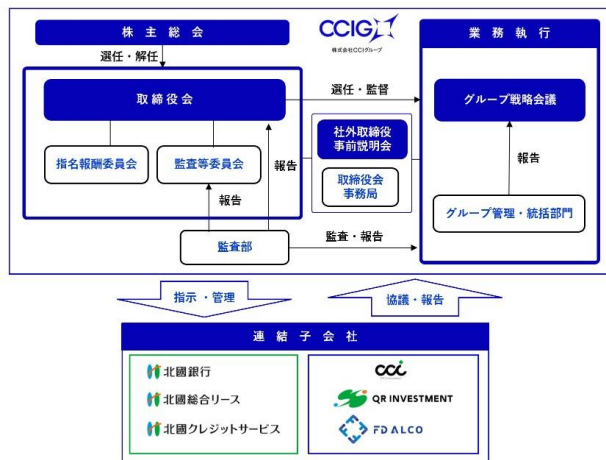 株主総会
CCIG
株式会社CCIグループ
業務執行
選任・解任
取締役会
選任・監督
グループ戦略会議
社外取締役
事前説明会
指名報酬委員会
監査等委員会
報告
報告
取締役会
事務局
報告
グループ管理・統括部門
監査部
監査・報告
指示・管理
協議・報告
連結子会社
北國銀行
cci
北國総合リース
QR INVESTMENT
北國クレジットサービス
FDALCO